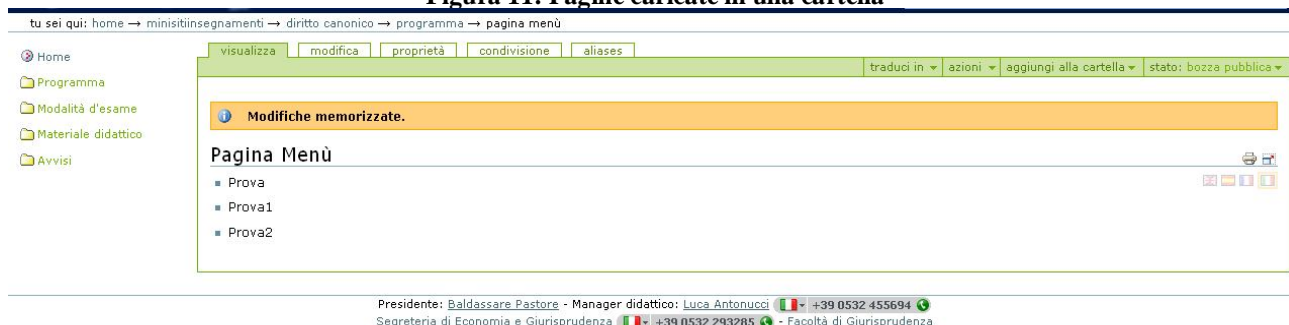 Figura 11: Pagine caricate in una cartella
tu sei qui: home → minisitiinsegnamenti → diritto canonico → programma → pagina menù
Home
Programma
Modalità d'esame
Materiale didattico
Avvisi
visualizza modifica proprietà condivisione aliases
traduci in azioni aggiungi alla cartella stato: bozza pubblica
Modifiche memorizzate.
Pagina Menù
Prova
Prova1
Prova2
Presidente: Baldassare Pastore - Manager didattico: Luca Antonucci +39 0532 455694
Segreteria di Economia e Giurisprudenza +39 0532 293285 - Facoltà di Giurisprudenza